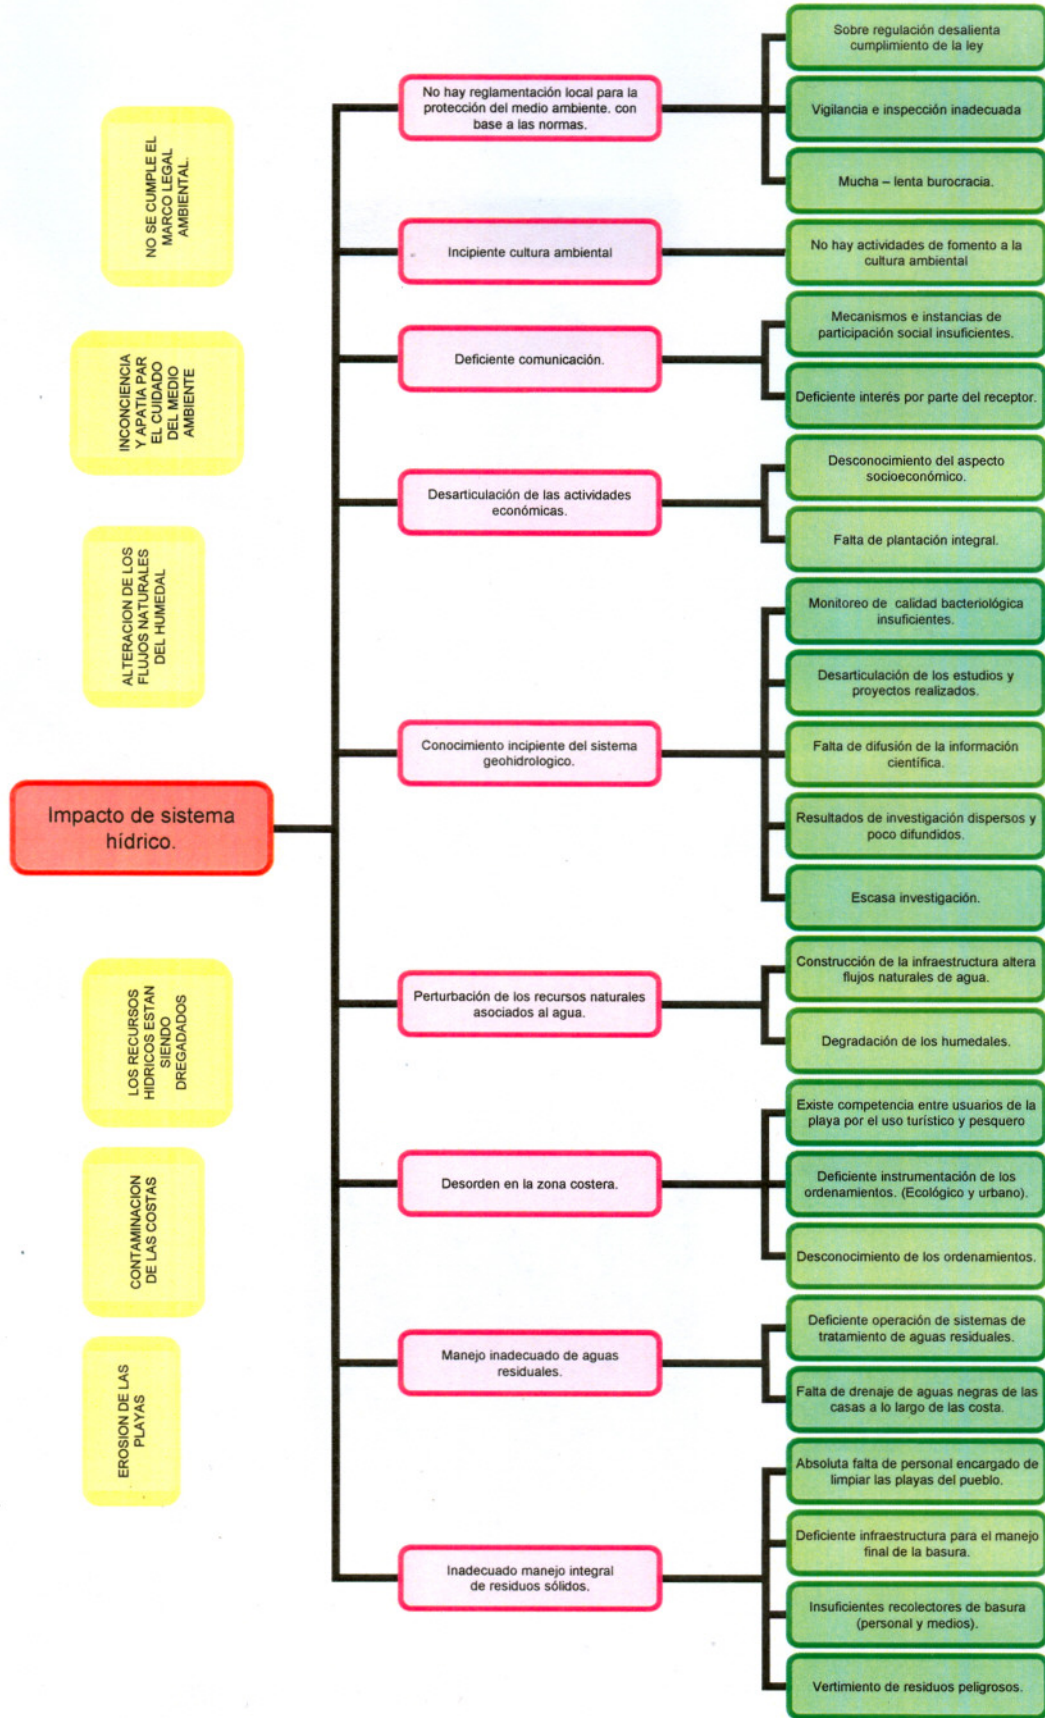 NO SE CUMPLE EL
MARCO LEGAL
AMBIENTAL.
INCONCIENCIA
Y APATIA PAR
EL CUIDADO
DEL MEDIO
AMBIENTE
ALTERACION DE LOS
FLUJOS NATURALES
DEL HUMEDAL
Impacto de sistema
hídrico.
LOS RECURSOS
HIDRICOS ESTAN
SIENDO
DREGADADOS
CONTAMINACION
DE LAS COSTAS
EROSION DE LAS
PLAYAS
No hay reglamentación local para la
protección del medio ambiente. con
base a las normas.
Sobre regulación desalienta
cumplimiento de la ley
Vigilancia e inspección inadecuada
Mucha – lenta burocracia.
Incipiente cultura ambiental
No hay actividades de fomento a la
cultura ambiental
Deficiente comunicación.
Mecanismos e instancias de
participación social insuficientes.
Deficiente interés por parte del receptor.
Desarticulación de las actividades
económicas.
Desconocimiento del aspecto
socioeconómico.
Falta de plantación integral.
Conocimiento incipiente del sistema
geohidrologico.
Monitoreo de calidad bacteriológica
insuficientes.
Desarticulación de los estudios y
proyectos realizados.
Falta de difusión de la información
científica.
Resultados de investigación dispersos y
poco difundidos.
Escasa investigación.
Perturbación de los recursos naturales
asociados al agua.
Construcción de la infraestructura altera
flujos naturales de agua.
Degradación de los humedales.
Desorden en la zona costera.
Existe competencia entre usuarios de la
playa por el uso turístico y pesquero
Deficiente instrumentación de los
ordenamientos. (Ecológico y urbano).
Desconocimiento de los ordenamientos.
Manejo inadecuado de aguas
residuales.
Deficiente operación de sistemas de
tratamiento de aguas residuales.
Falta de drenaje de aguas negras de las
casas a lo largo de las costa.
Inadecuado manejo integral
de residuos sólidos.
Absoluta falta de personal encargado de
limpiar las playas del pueblo.
Deficiente infraestructura para el manejo
final de la basura.
Insuficientes recolectores de basura
(personal y medios).
Vertimiento de residuos peligrosos.